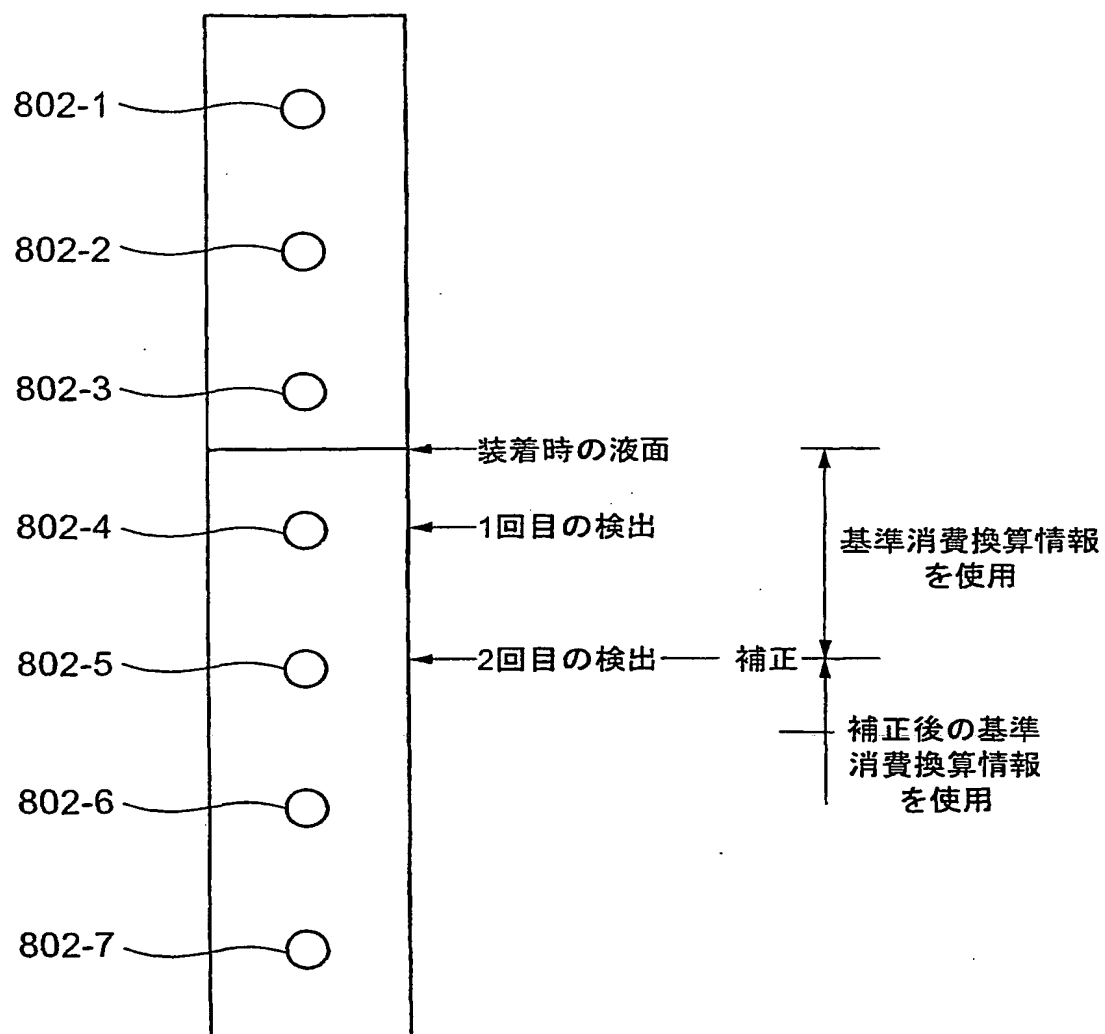 802-1
802-2
802-3
装着時の液面
802-4
1回目の検出
基準消費換算情報
を使用
802-5
2回目の検出
補正
補正後の基準
消費換算情報
を使用
802-6
802-7